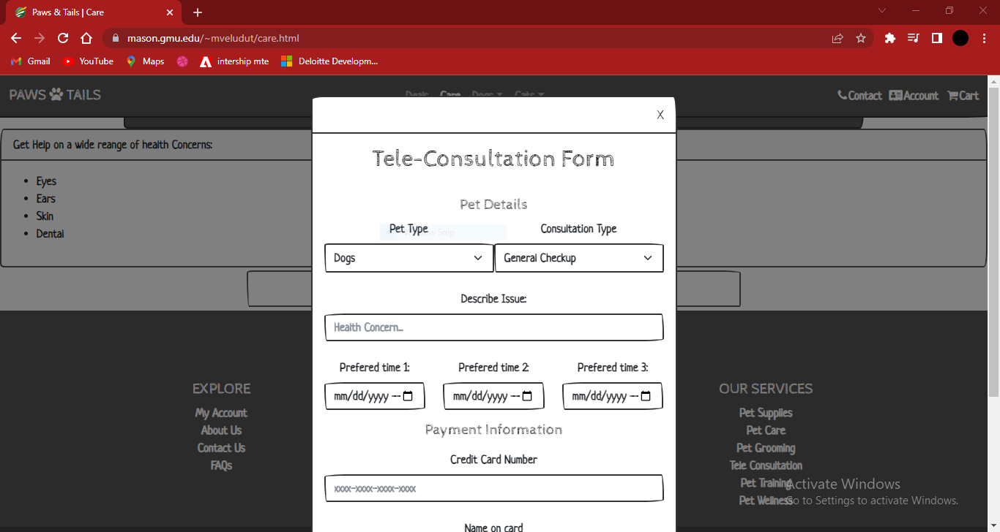 Paws & Tails | Care
mason.gmu.edu/~mveludut/care.html
Gmail YouTube Maps intership mte Deloitte Developm...
PAWS TAILS
Deals Care Dogs Cats
Contact Account Cart
X
Get Help on a wide reange of health Concerns:
Eyes
Ears
Skin
Dental
Tele-Consultation Form
Pet Details
Pet Type Consultation Type
Snip
Dogs General Checkup
Describe Issue:
Health Concern...
Prefered time 1: Prefered time 2: Prefered time 3:
mm/dd/yyyy -- mm/dd/yyyy -- mm/dd/yyyy --
Payment Information
Credit Card Number
xxxx-xxxx-xxxx-xxxx
Name on card
EXPLORE
My Account
About Us
Contact Us
FAQs
OUR SERVICES
Pet Supplies
Pet Care
Pet Grooming
Tele Consultation
Pet Training
Pet Wellness
Activate Windows
Go to Settings to activate Windows.